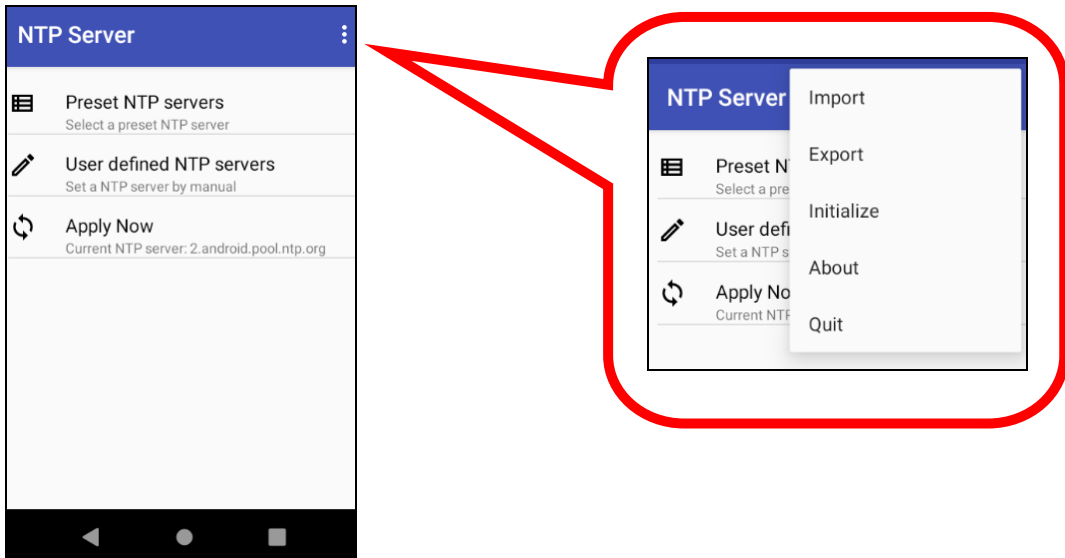 NTP Server
Preset NTP servers
Select a preset NTP server
User defined NTP servers
Set a NTP server by manual
Apply Now
Current NTP server: 2.android.pool.ntp.org
NTP Server
Import
Export
Initialize
About
Quit
Preset N
Select a pre
User defi
Set a NTP s
Apply No
Current NTP